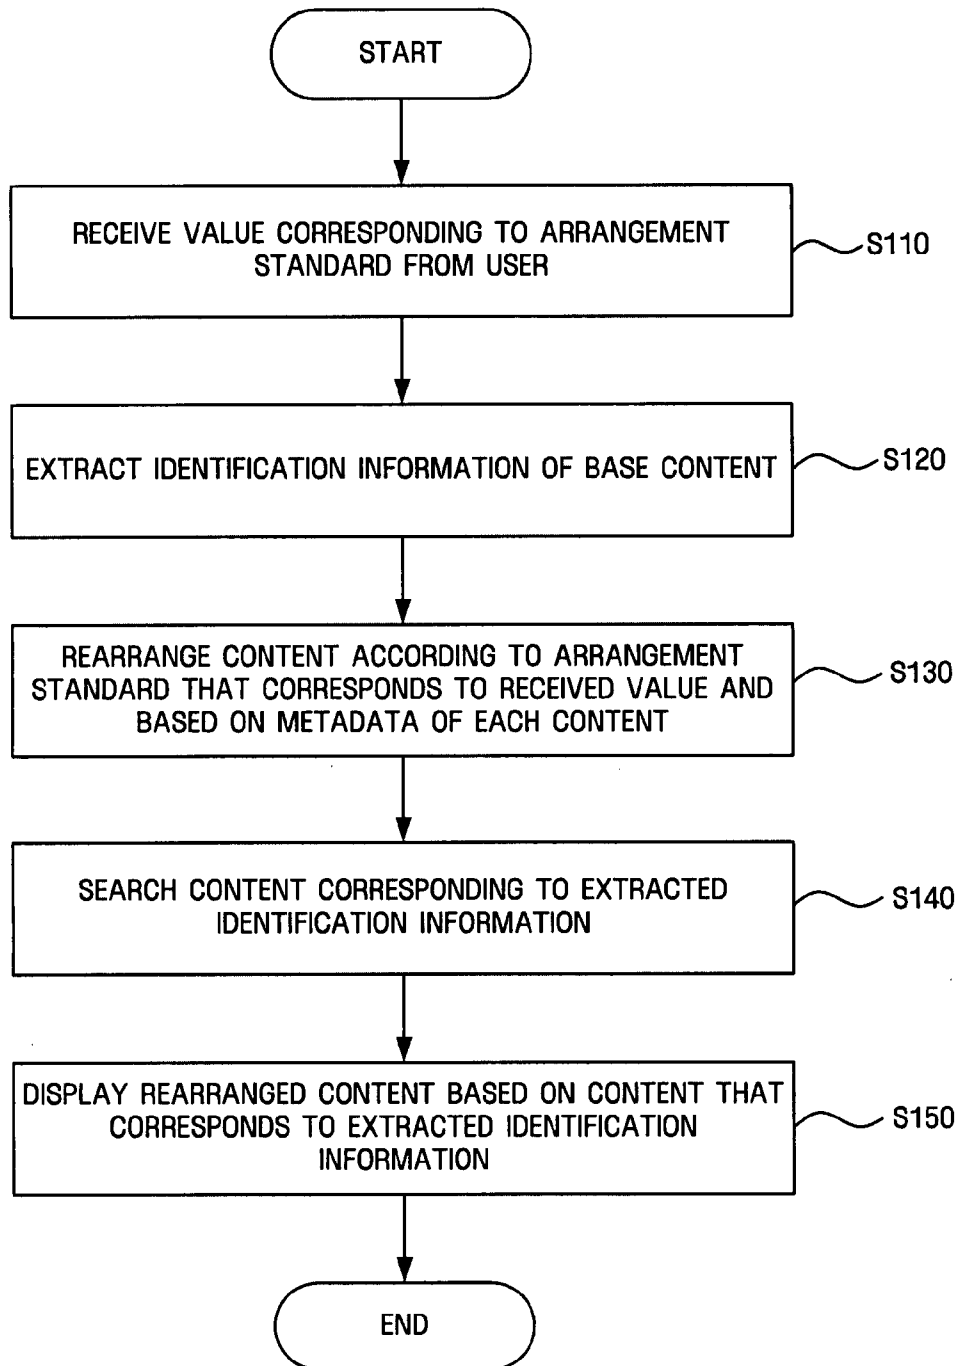 START
RECEIVE VALUE CORRESPONDING TO ARRANGEMENT
STANDARD FROM USER
S110
EXTRACT IDENTIFICATION INFORMATION OF BASE CONTENT
S120
REARRANGE CONTENT ACCORDING TO ARRANGEMENT
STANDARD THAT CORRESPONDS TO RECEIVED VALUE AND
BASED ON METADATA OF EACH CONTENT
S130
SEARCH CONTENT CORRESPONDING TO EXTRACTED
IDENTIFICATION INFORMATION
S140
DISPLAY REARRANGED CONTENT BASED ON CONTENT THAT
CORRESPONDS TO EXTRACTED IDENTIFICATION
INFORMATION
S150
END